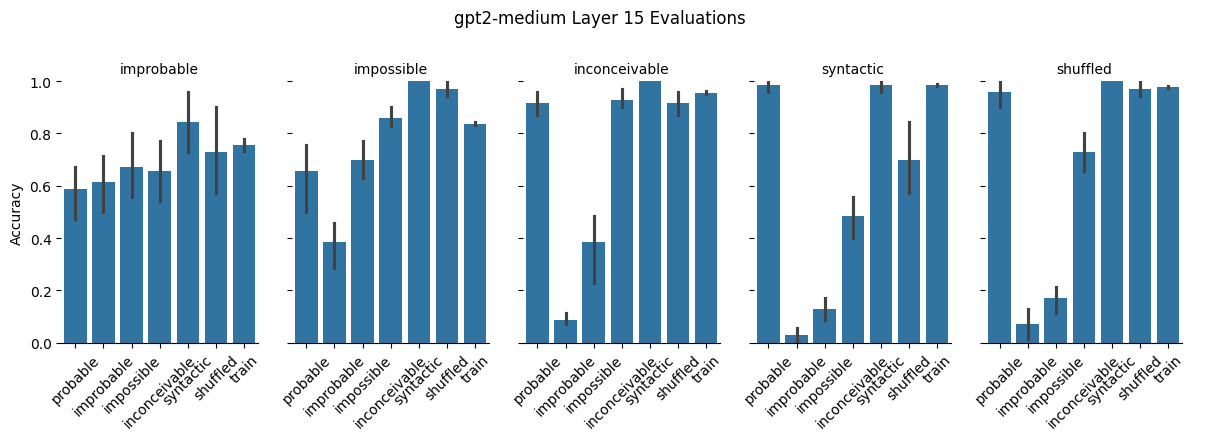 gpt2-medium Layer 15 Evaluations
improbable
impossible
inconceivable
syntactic
shuffled
Accuracy
1.0
0.8
0.6
0.4
0.2
0.0
probable
improbable
impossible
inconceivable
syntactic
shuffled
train
probable
improbable
impossible
inconceivable
syntactic
shuffled
train
probable
improbable
impossible
inconceivable
syntactic
shuffled
train
probable
improbable
impossible
inconceivable
syntactic
shuffled
train
probable
improbable
impossible
inconceivable
syntactic
shuffled
train